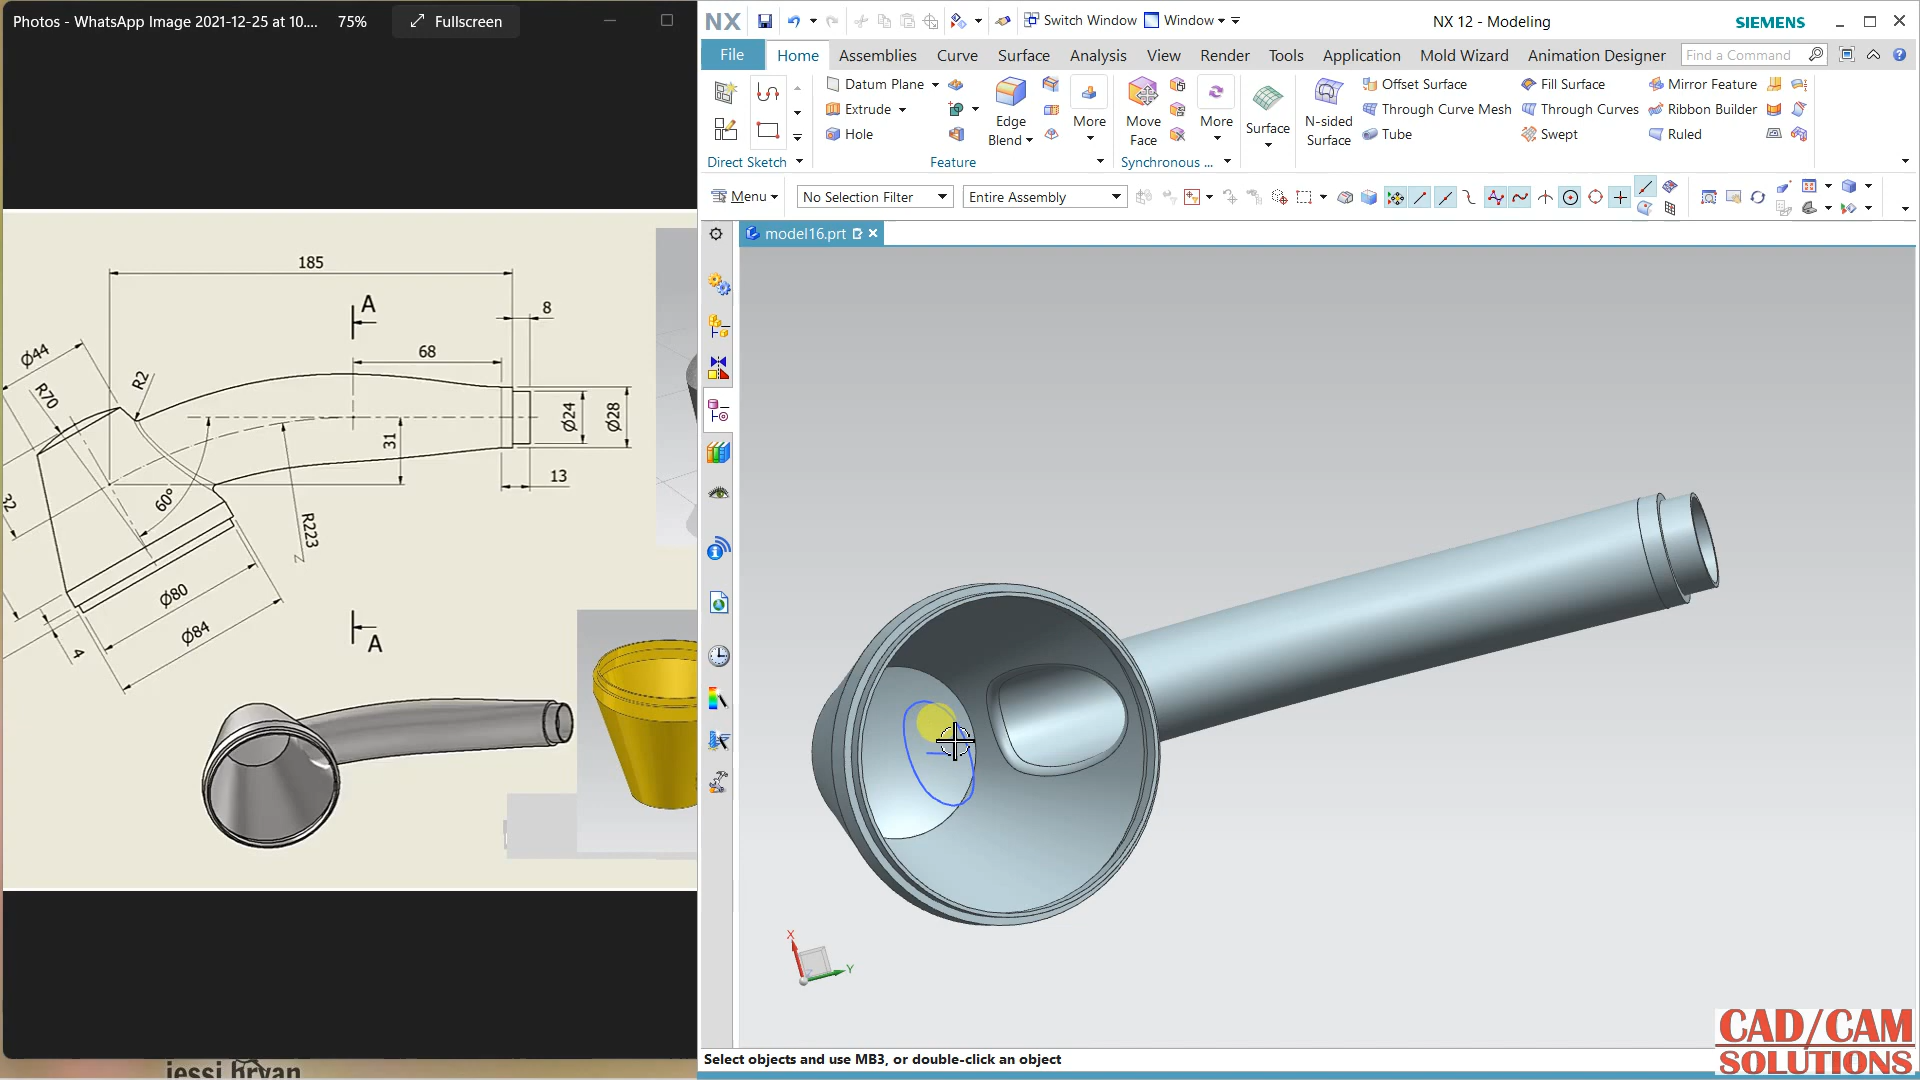 Photos - WhatsApp Image 2021-12-25 at 10.... 75% Fullscreen
NX Switch Window Window NX 12 - Modeling SIEMENS
File Home Assemblies Curve Surface Analysis View Render Tools Application Mold Wizard Animation Designer Find a Command
Datum Plane
Extrude
Hole
Edge Blend
More
Move Face
More
Surface
N-sided Surface
Offset Surface Fill Surface Mirror Feature
Through Curve Mesh Through Curves Ribbon Builder
Tube Swept Ruled
Direct Sketch Feature Synchronous ...
Menu No Selection Filter Entire Assembly
model16.prt
185
A
8
68
Ø44
R70
R2
Ø24
Ø28
31
13
60°
R223
32
Ø80
Ø84
4
A
X
Y
Select objects and use MB3, or double-click an object
CAD/CAM
SOLUTIONS
jessi bryan